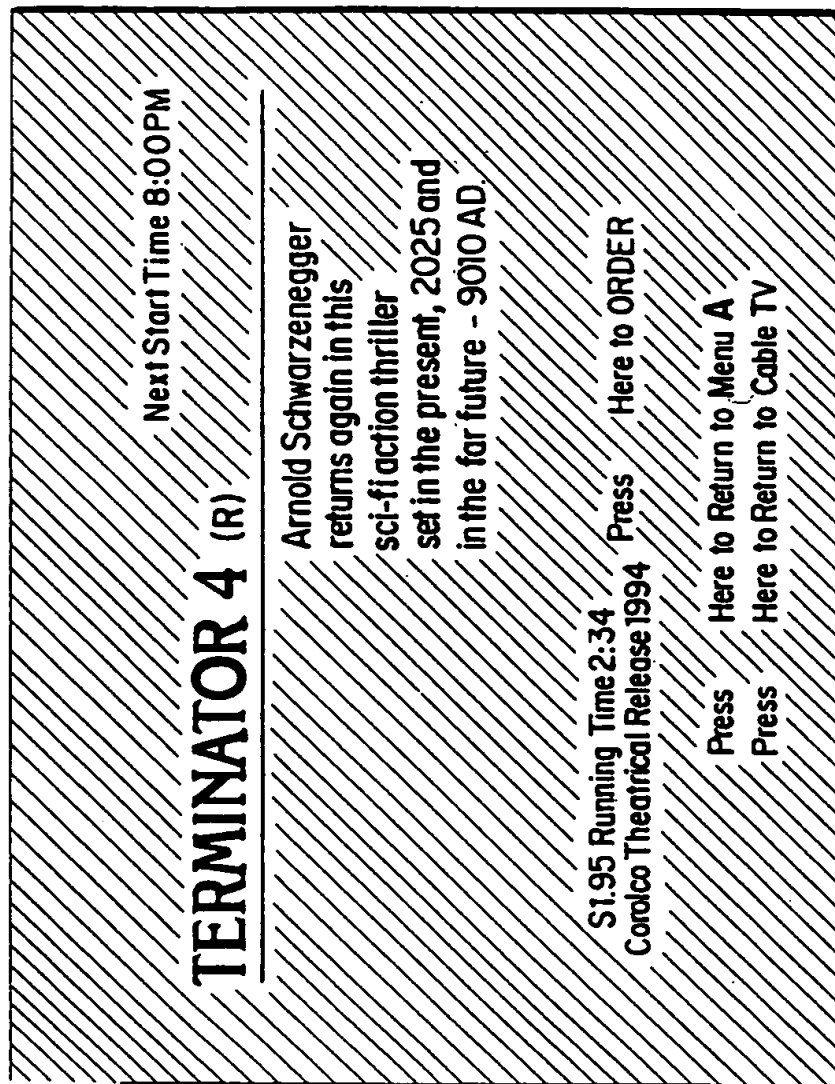 Next Start Time 8:00PM
TERMINATOR 4 (R)
Arnold Schwarzenegger
returns again in this
sci-fi action thriller
set in the present, 2025 and
in the far future - 9010 AD.
$1.95 Running Time 2:34
Corolco Theatrical Release 1994
Press Here to ORDER
Press Here to Return to Menu A
Press Here to Return to Cable TV